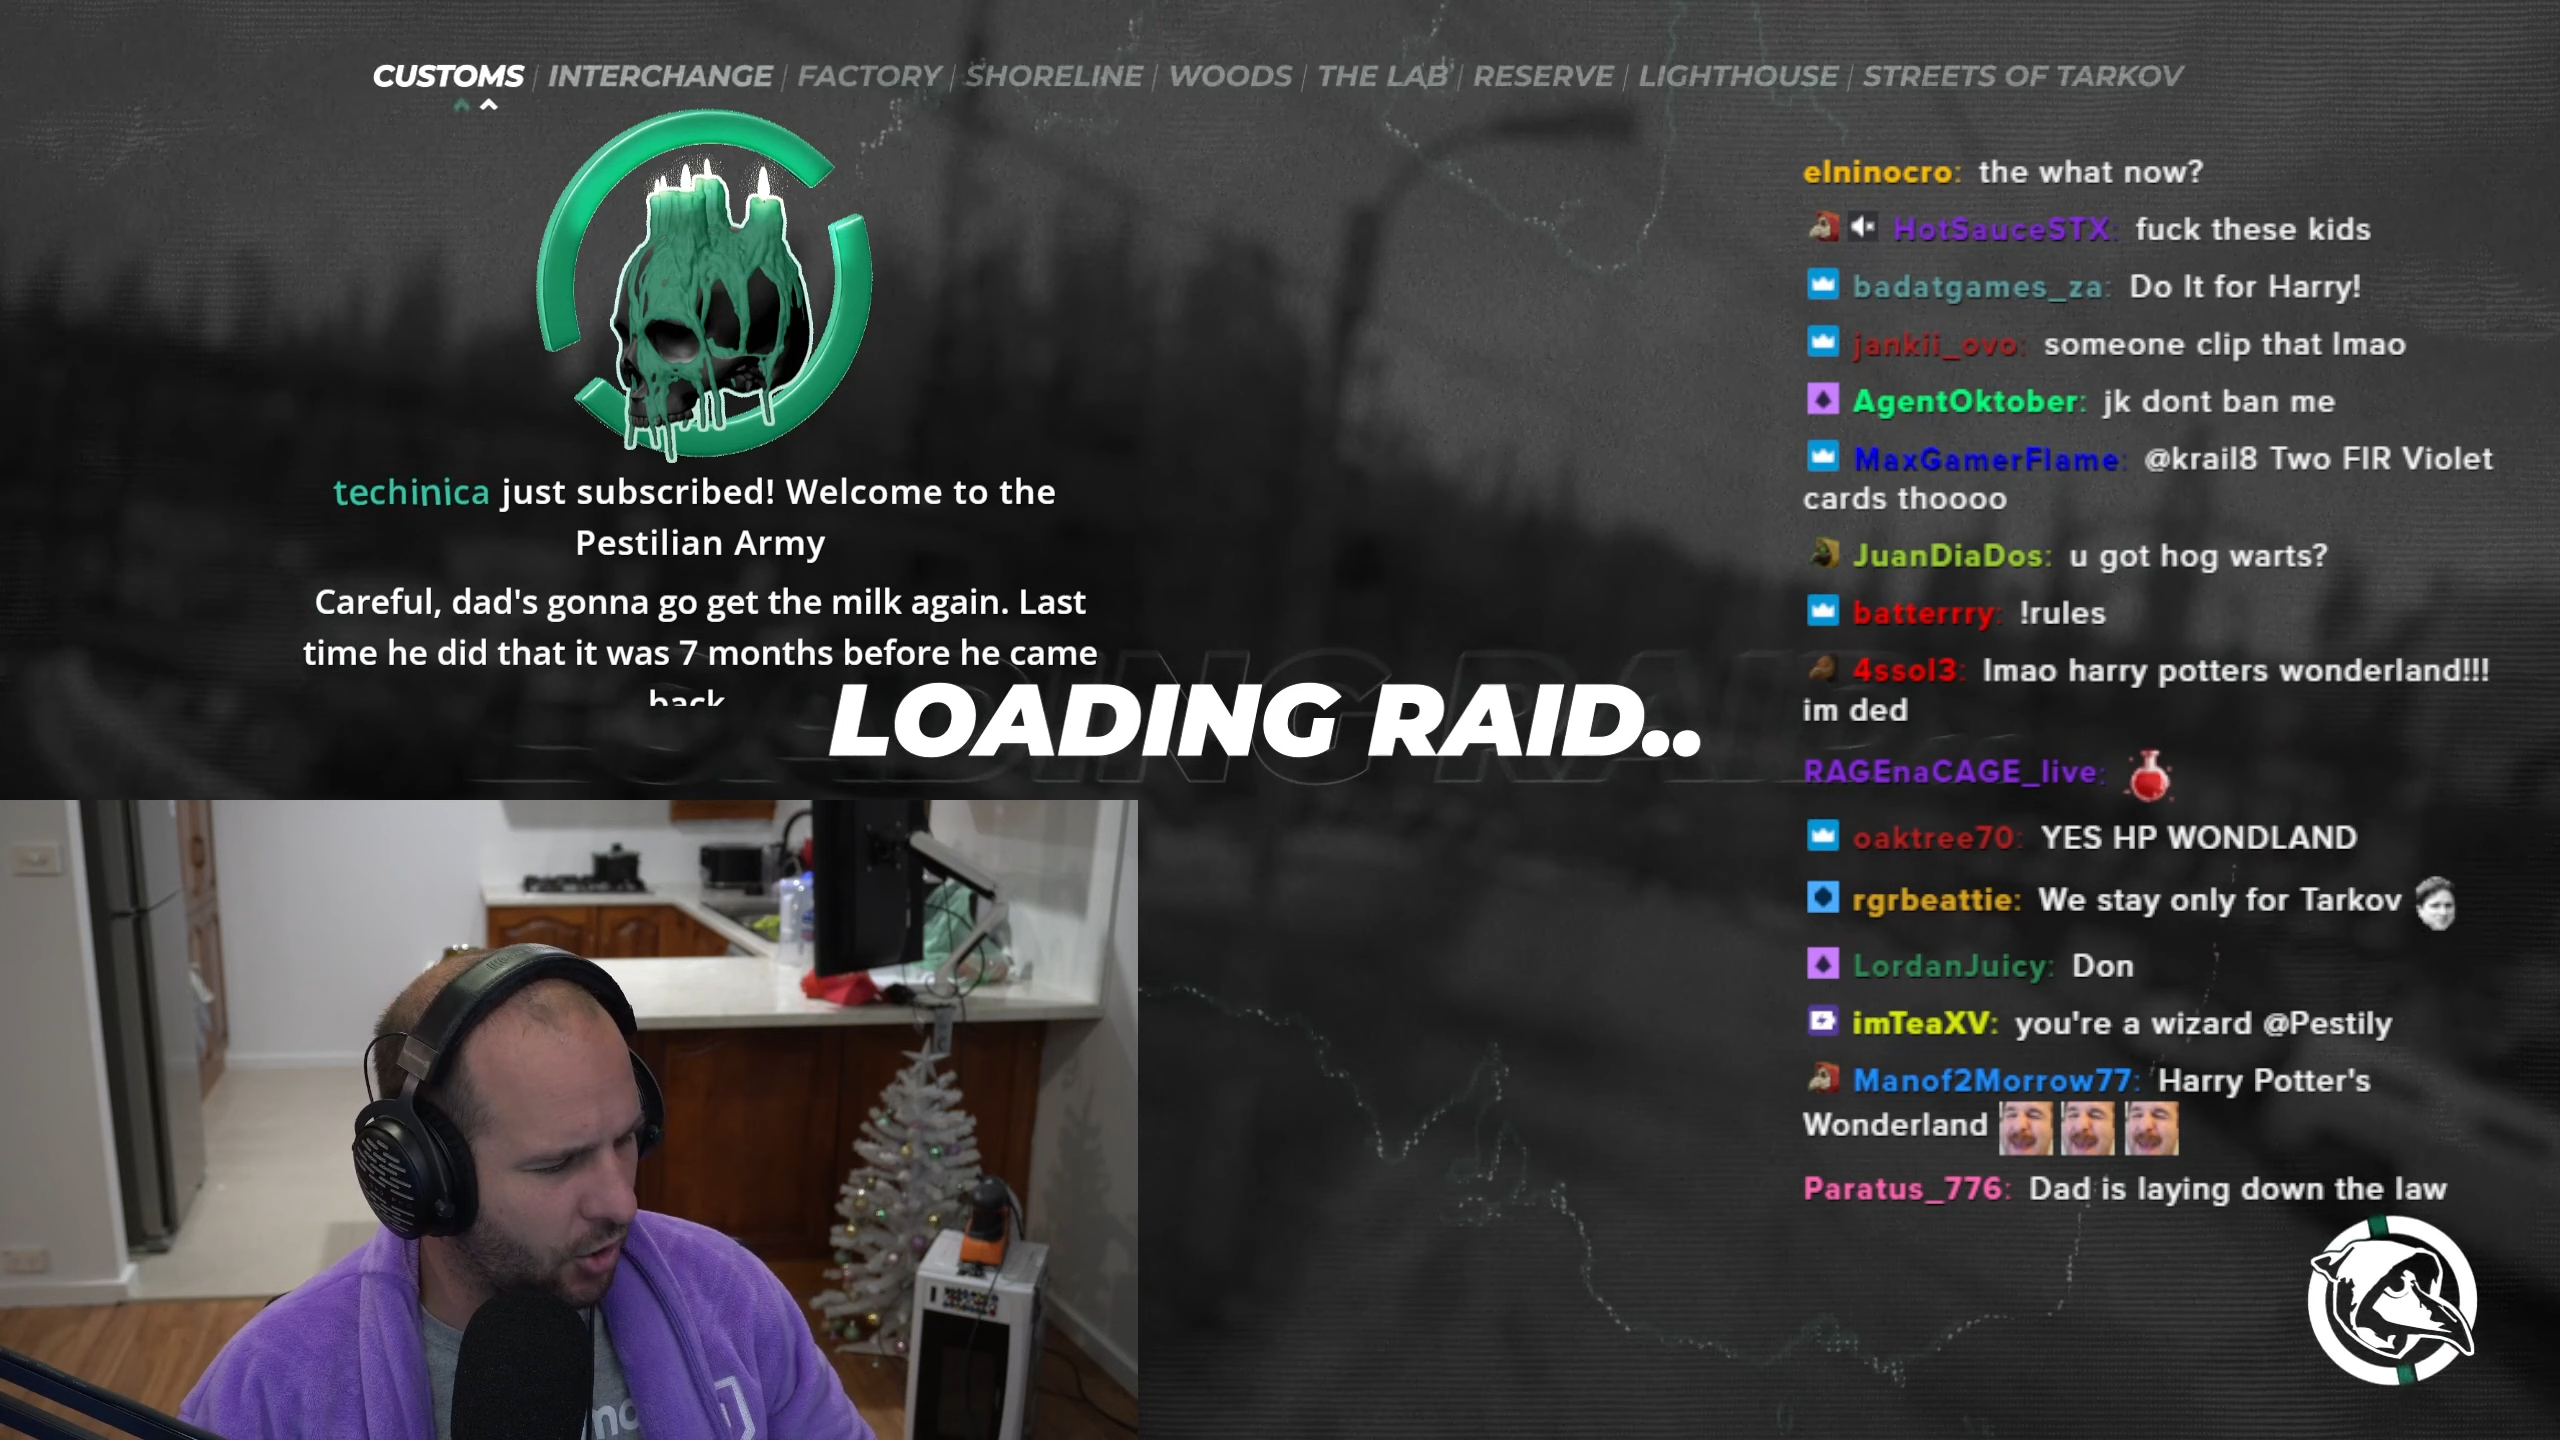 CUSTOMS | INTERCHANGE | FACTORY | SHORELINE | WOODS | THE LAB | RESERVE | LIGHTHOUSE | STREETS OF TARKOV
techinica just subscribed! Welcome to the
Pestilian Army
Careful, dad's gonna go get the milk again. Last
time he did that it was 7 months before he came
back
LOADING RAID..
elninocro: the what now?
HotSauceSTX: fuck these kids
badatgames_za: Do It for Harry!
jankii_ovo: someone clip that lmao
AgentOktober: jk dont ban me
MaxGamerFlame: @krail8 Two FIR Violet
cards thoooo
JuanDiaDos: u got hog warts?
batterrry: !rules
4ssol3: lmao harry potters wonderland!!!
im ded
RAGEnaCAGE_live:
oaktree70: YES HP WONDLAND
rgrbeattie: We stay only for Tarkov
LordanJuicy: Don
imTeaXV: you're a wizard @Pestily
Manof2Morrow77: Harry Potter's
Wonderland
Paratus_776: Dad is laying down the law